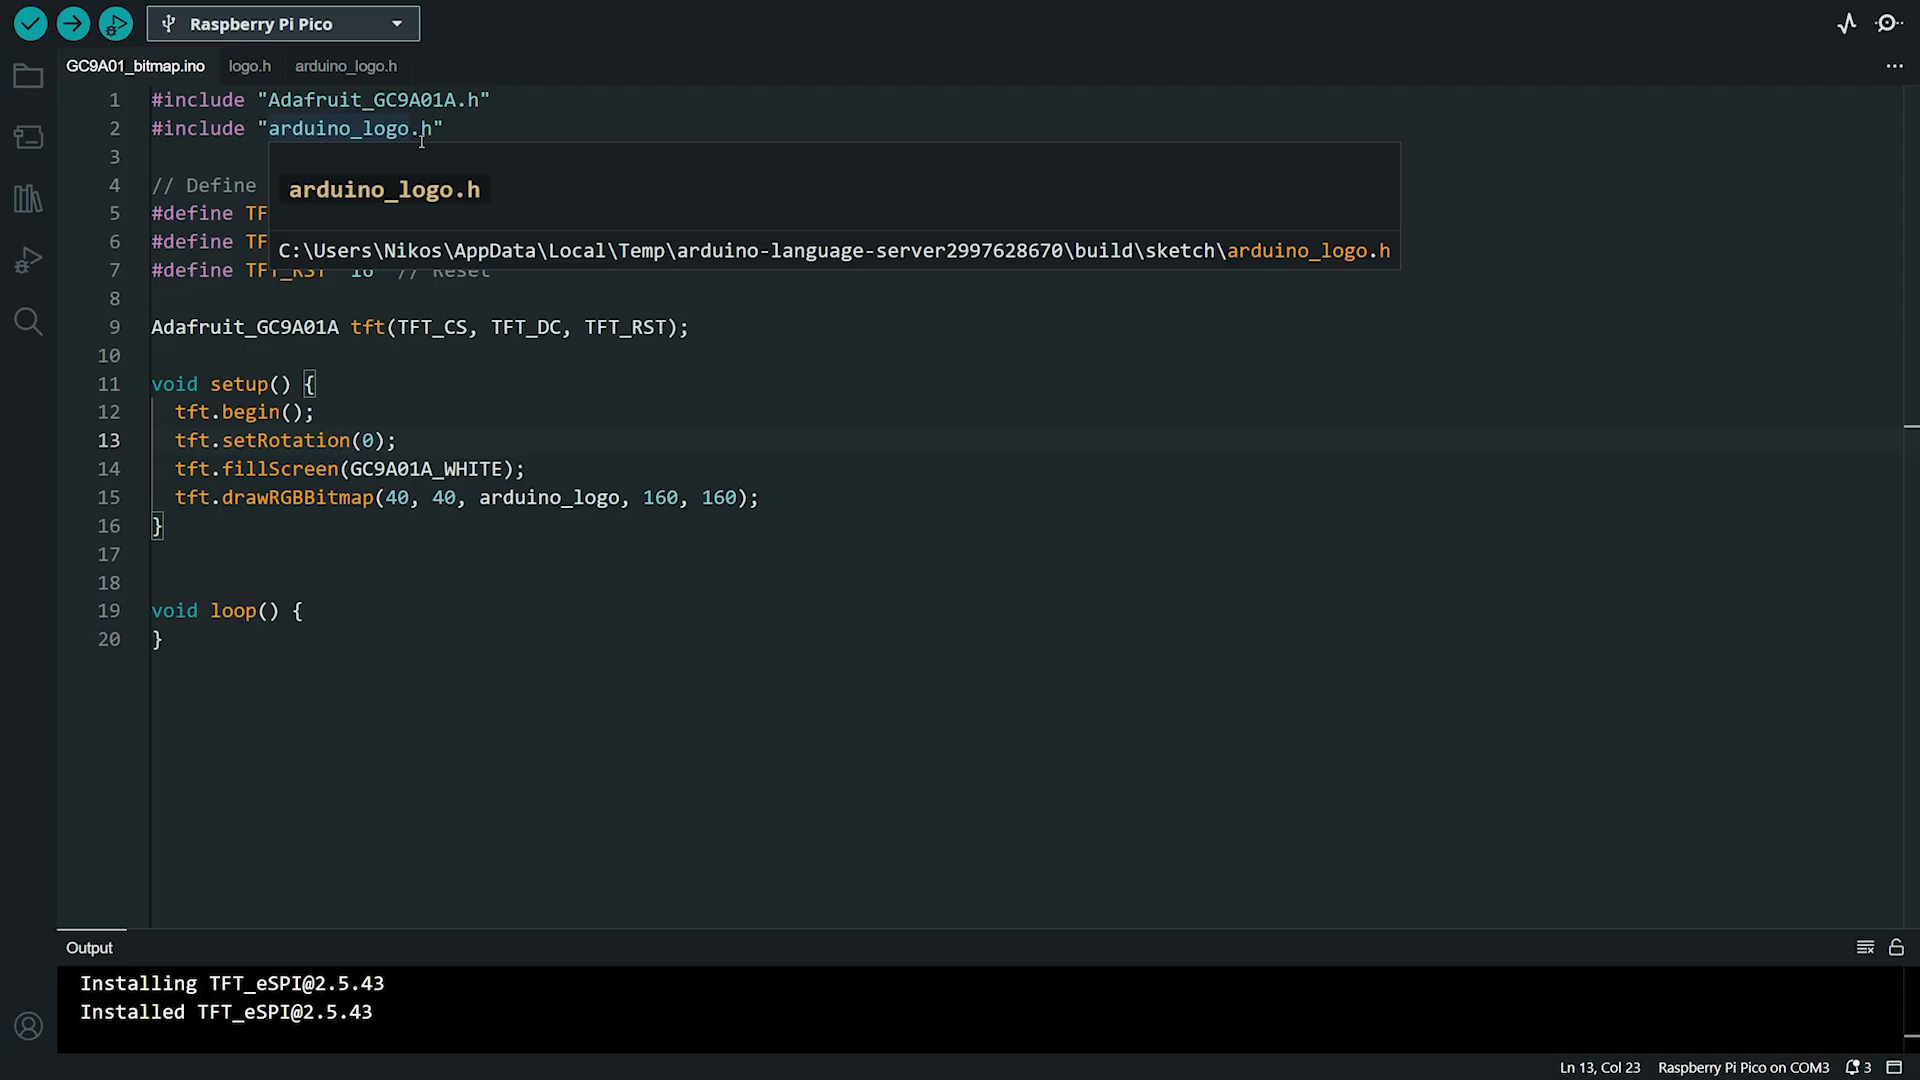 Raspberry Pi Pico
GC9A01_bitmap.ino logo.h arduino_logo.h
1 #include "Adafruit_GC9A01A.h"
2 #include "arduino_logo.h"
3
arduino_logo.h
4 // Define
5 #define TF
6 #define TF
C:\Users\Nikos\AppData\Local\Temp\arduino-language-server2997628670\build\sketch\arduino_logo.h
7 #define TFT_RST 16 // Reset
8
9 Adafruit_GC9A01A tft(TFT_CS, TFT_DC, TFT_RST);
10
11 void setup() {
12 tft.begin();
13 tft.setRotation(0);
14 tft.fillScreen(GC9A01A_WHITE);
15 tft.drawRGBBitmap(40, 40, arduino_logo, 160, 160);
16 }
17
18
19 void loop() {
20 }
Output
Installing TFT_eSPI@2.5.43
Installed TFT_eSPI@2.5.43
Ln 13, Col 23 Raspberry Pi Pico on COM3 3